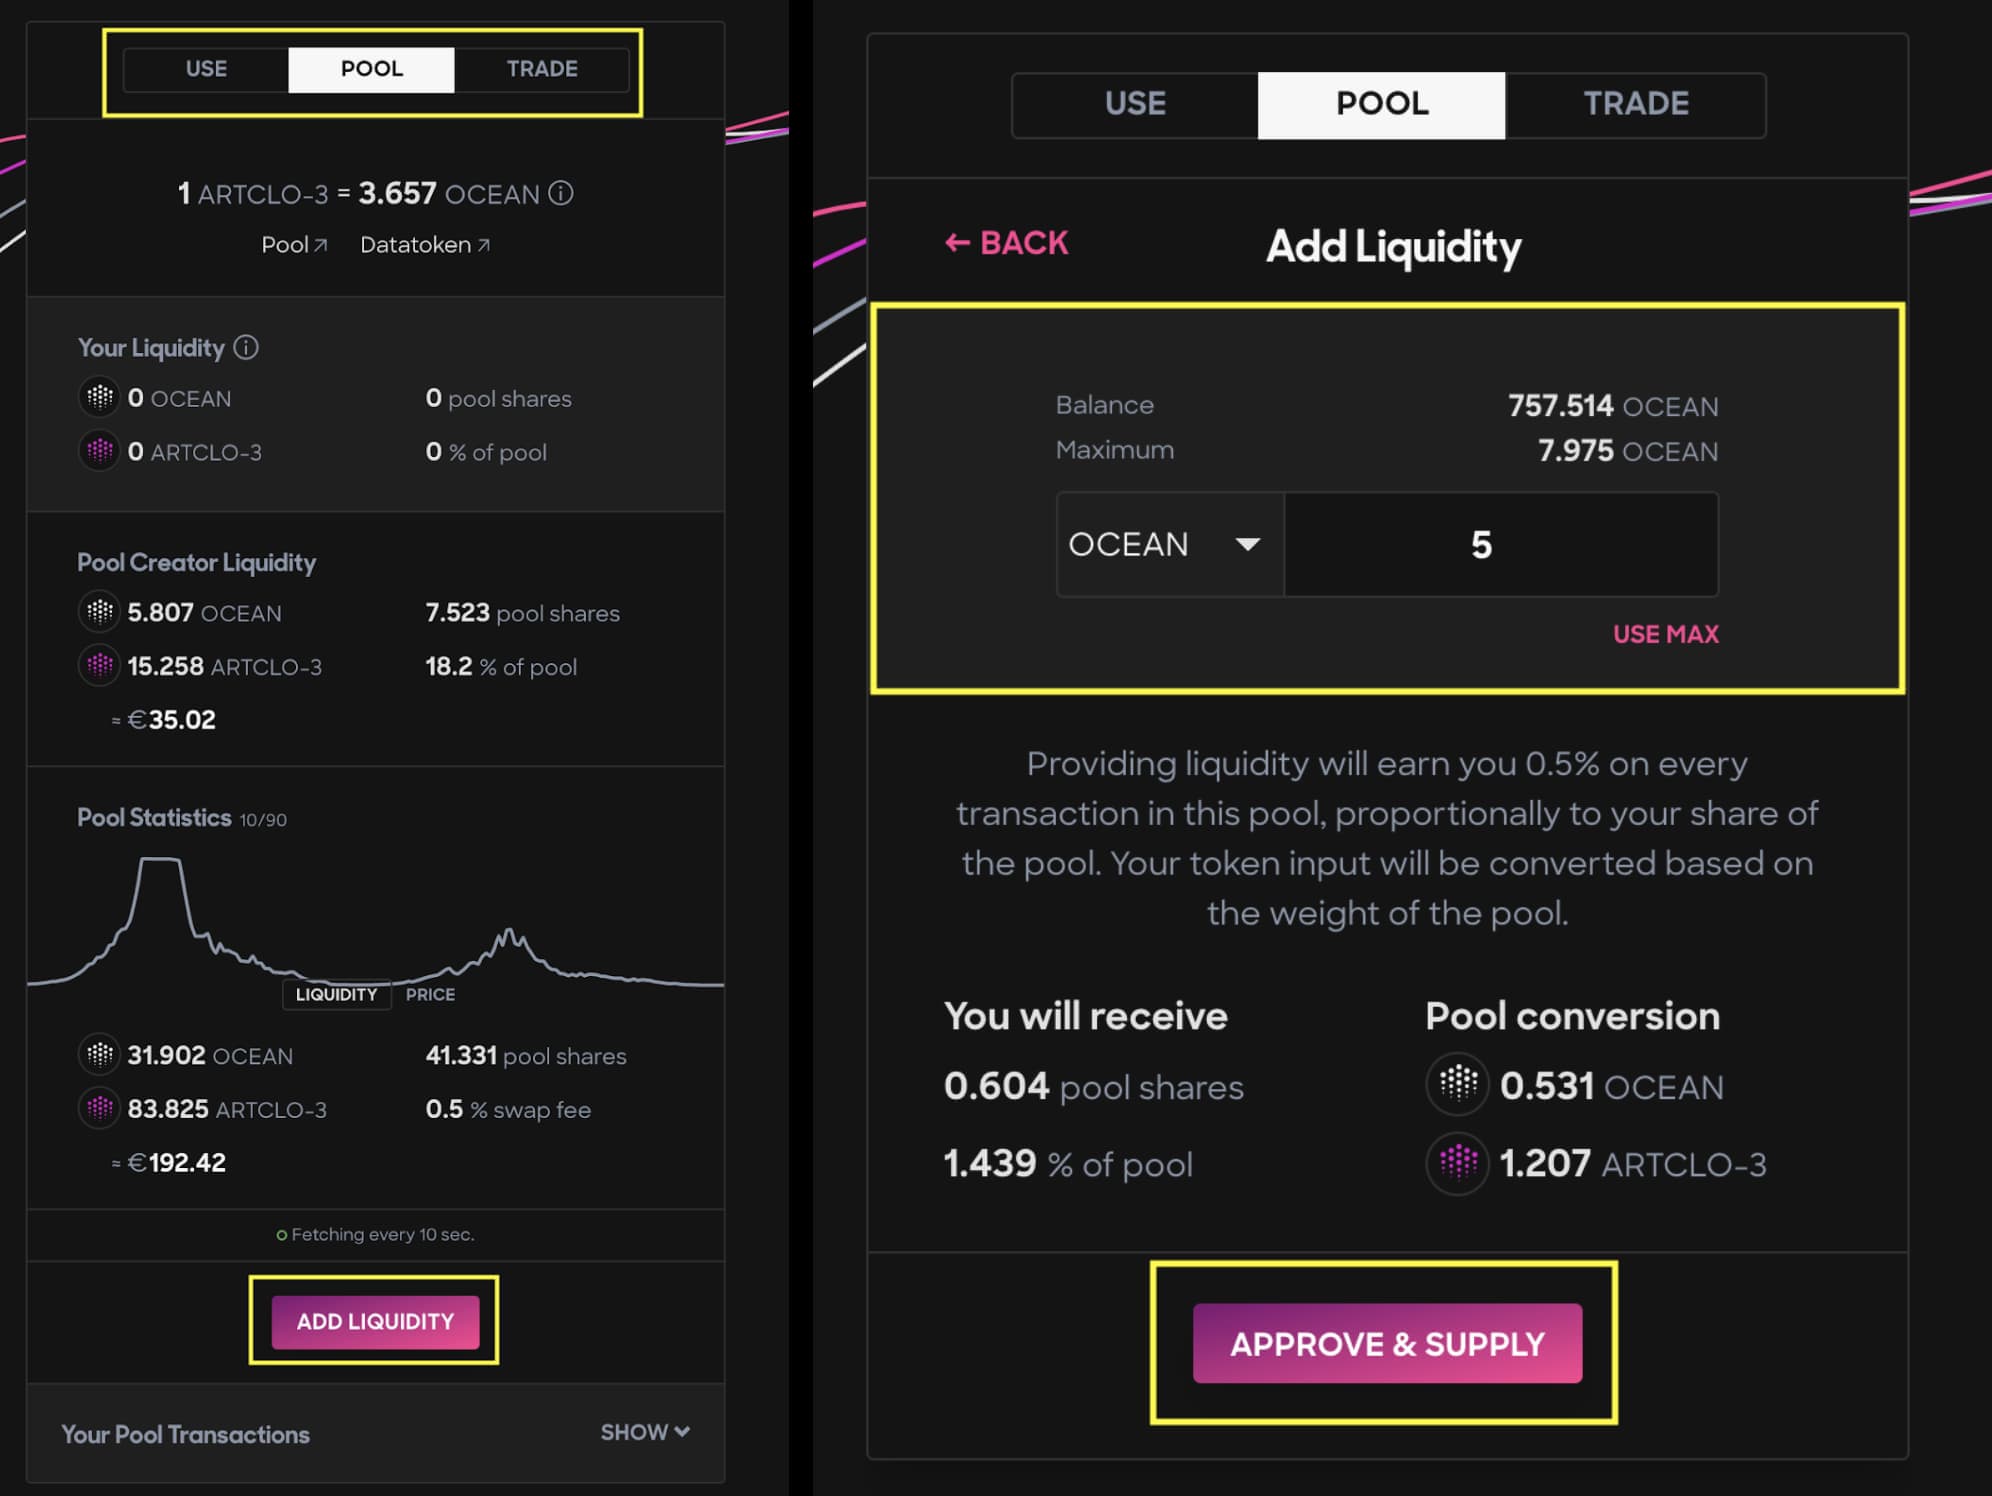 USE POOL TRADE
1 ARTCLO-3 = 3.657 OCEAN
Pool Datatoken
Your Liquidity
0 OCEAN 0 pool shares
0 ARTCLO-3 0 % of pool
Pool Creator Liquidity
5.807 OCEAN 7.523 pool shares
15.258 ARTCLO-3 18.2 % of pool
≈ €35.02
Pool Statistics 10/90
LIQUIDITY PRICE
31.902 OCEAN 41.331 pool shares
83.825 ARTCLO-3 0.5 % swap fee
≈ €192.42
Fetching every 10 sec.
ADD LIQUIDITY
Your Pool Transactions SHOW
USE POOL TRADE
← BACK Add Liquidity
Balance 757.514 OCEAN
Maximum 7.975 OCEAN
OCEAN 5
USE MAX
Providing liquidity will earn you 0.5% on every
transaction in this pool, proportionally to your share of
the pool. Your token input will be converted based on
the weight of the pool.
You will receive Pool conversion
0.604 pool shares 0.531 OCEAN
1.439 % of pool 1.207 ARTCLO-3
APPROVE & SUPPLY